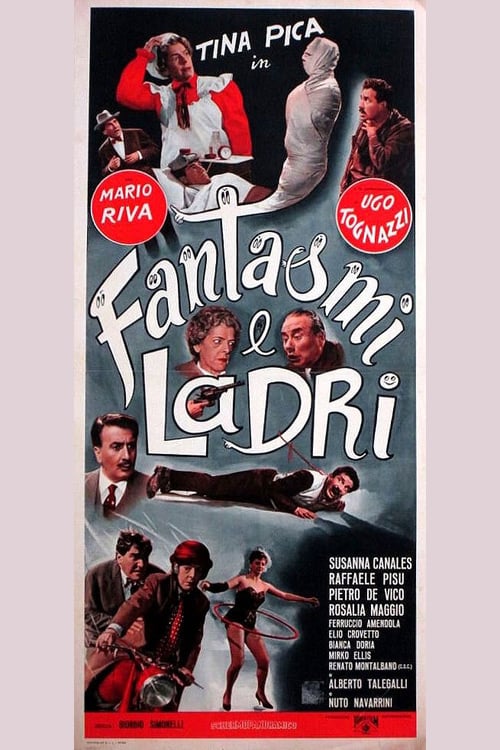 TINA PICA
in
MARIO
RIVA
UGO
TOGNAZZI
Fantasmi
e
LaDRi
SUSANNA CANALES
RAFFAELE PISU
PIETRO DE VICO
ROSALIA MAGGIO
FERRUCCIO AMENDOLA
ELIO CROVETTO
BIANCA DORIA
MIRKO ELLIS
RENATO MONTALBAND (C.S.C.)
e
ALBERTO TALEGALLI
e
NUTO NAVARRINI
GIORGIO SIMONELLI
SCHERMOPANORAMICO